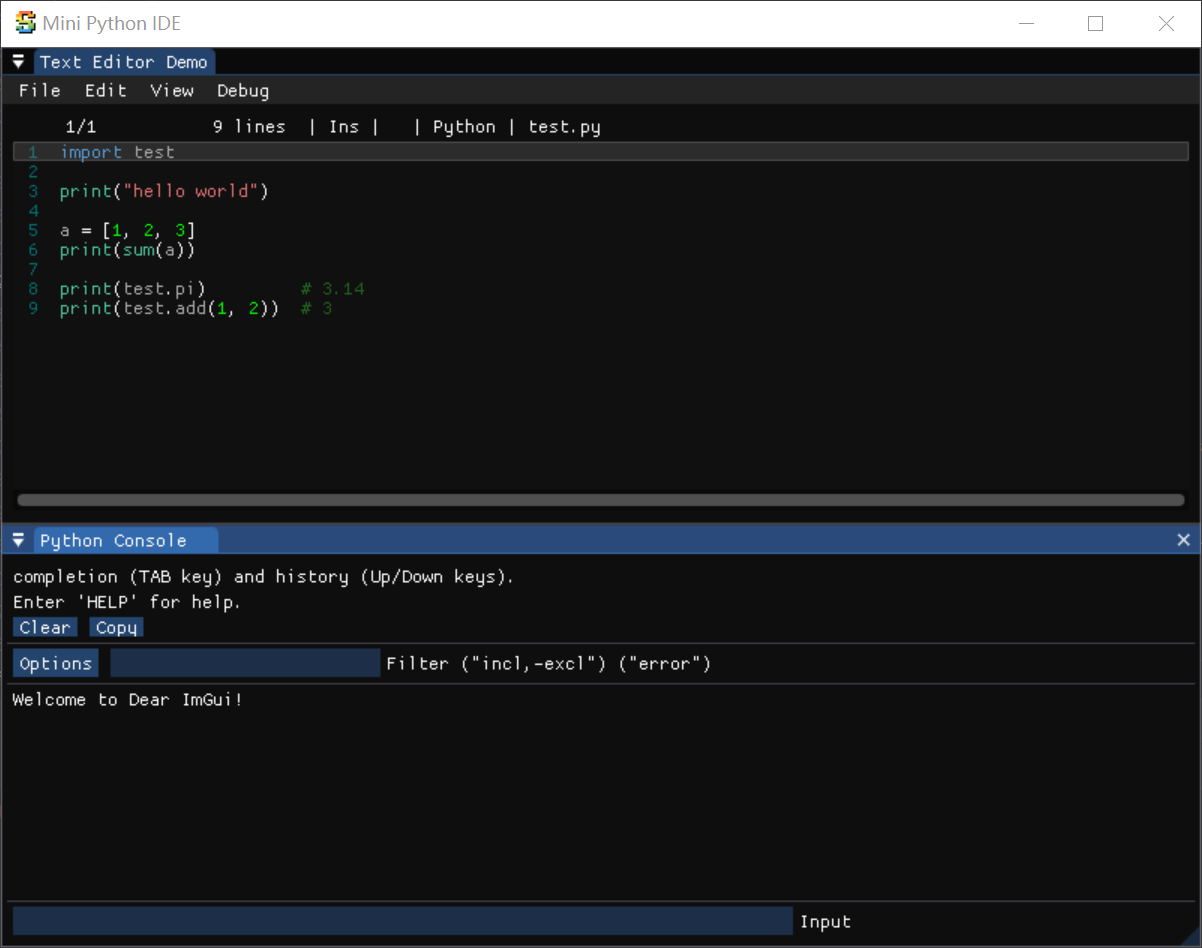 Mini Python IDE
Text Editor Demo
File Edit View Debug
1/1 9 lines | Ins | | Python | test.py
1 import test
2
3 print("hello world")
4
5 a = [1, 2, 3]
6 print(sum(a))
7
8 print(test.pi) # 3.14
9 print(test.add(1, 2)) # 3
Python Console
completion (TAB key) and history (Up/Down keys).
Enter 'HELP' for help.
Clear Copy
Options Filter ("incl,-excl") ("error")
Welcome to Dear ImGui!
Input